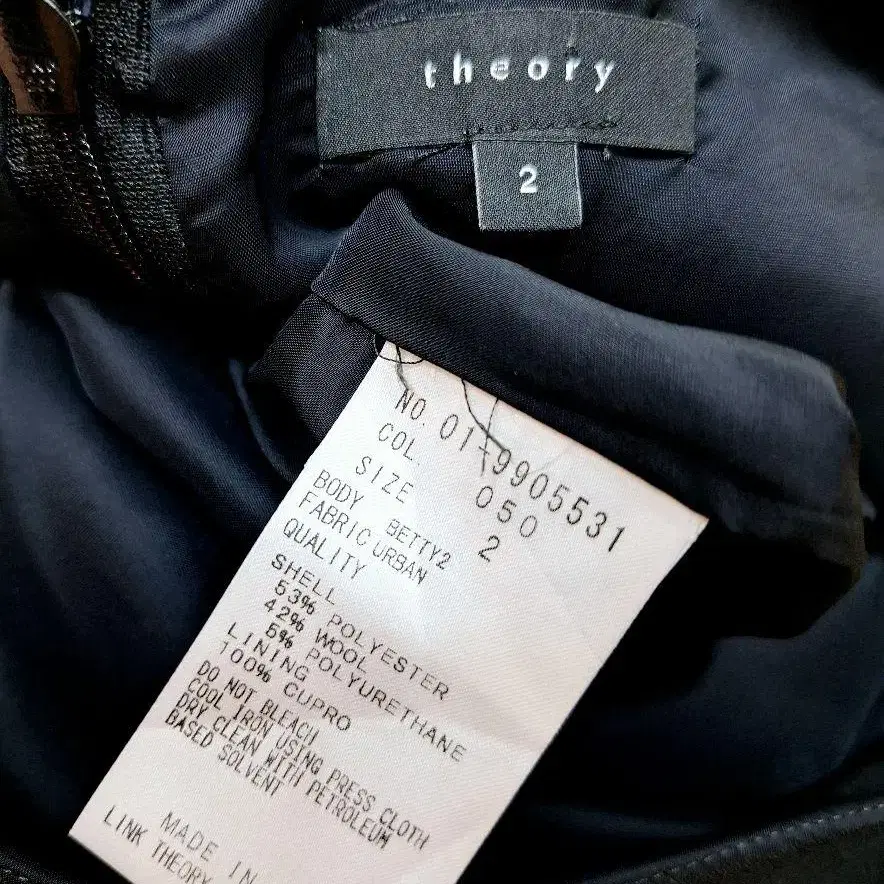 theory
2
NO. 01-9905531
COL. 050
SIZE 2
BODY BETTY2
FABRIC URBAN
QUALITY
SHELL
53% POLYESTER
42% WOOL
5% POLYURETHANE
LINING
100% CUPRO
DO NOT BLEACH
COOL IRON USING PRESS CLOTH
DRY CLEAN WITH PETROLEUM
BASED SOLVENT
MADE IN
LINK THEORY